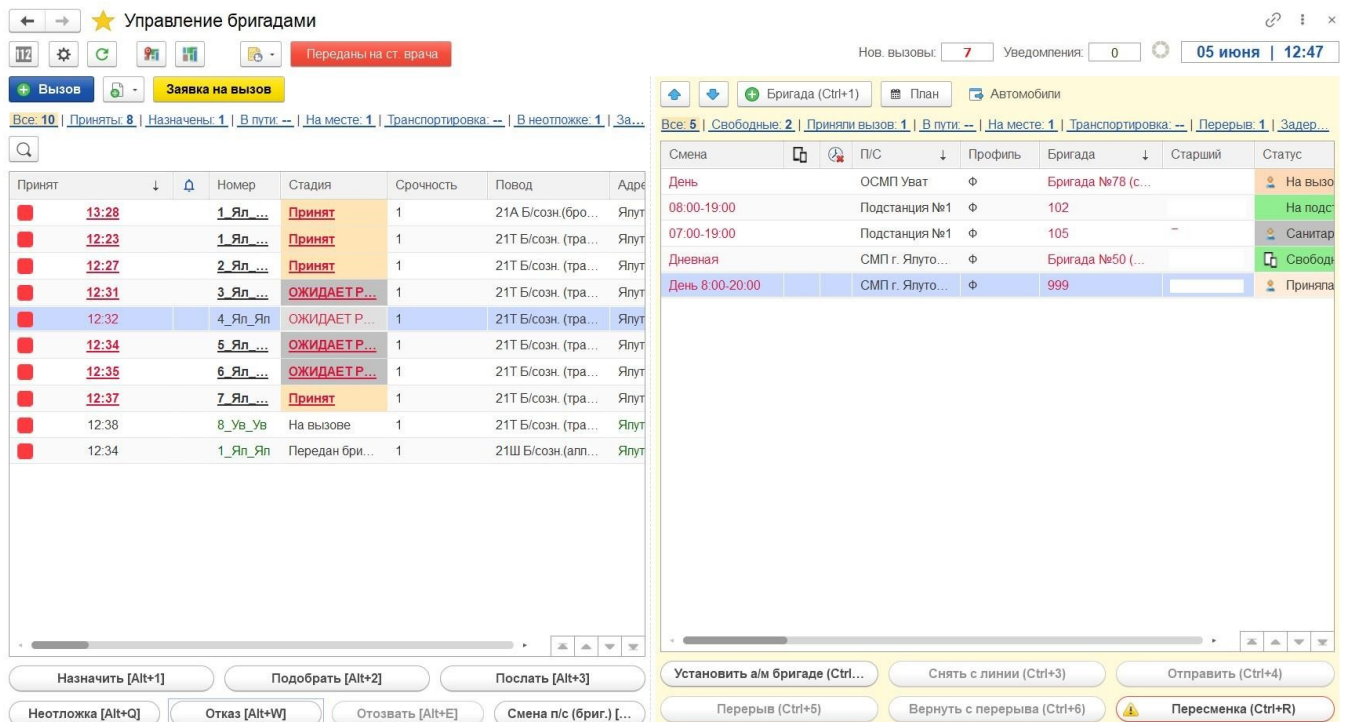 Управление бригадами
112
Переданы на ст. врача
Нов. вызовы: 7 Уведомления: 0 05 июня | 12:47
Вызов Заявка на вызов
Все: 10 | Приняты: 8 | Назначены: 1 | В пути: -- | На месте: 1 | Транспортировка: -- | В неотложке: 1 | За...
Принят ↓ Номер Стадия Срочность Повод Адре
13:28 1_Ял_... Принят 1 21А Б/созн.(бро... Ялут
12:23 1_Ял_... Принят 1 21Т Б/созн. (тра... Ялут
12:27 2_Ял_... Принят 1 21Т Б/созн. (тра... Ялут
12:31 3_Ял_... ОЖИДАЕТ Р... 1 21Т Б/созн. (тра... Ялут
12:32 4_Ял_Ял ОЖИДАЕТ Р... 1 21Т Б/созн. (тра... Ялут
12:34 5_Ял_... ОЖИДАЕТ Р... 1 21Т Б/созн. (тра... Ялут
12:35 6_Ял_... ОЖИДАЕТ Р... 1 21Т Б/созн. (тра... Ялут
12:37 7_Ял_... Принят 1 21Т Б/созн. (тра... Ялут
12:38 8_Ув_Ув На вызове 1 21Т Б/созн. (тра... Ялут
12:34 1_Ял_Ял Передан бри... 1 21Ш Б/созн.(алл... Ялут
Назначить [Alt+1] Подобрать [Alt+2] Послать [Alt+3]
Неотложка [Alt+Q] Отказ [Alt+W] Отозвать [Alt+E] Смена п/с (бриг.) [...
Бригада (Ctrl+1) План Автомобили
Все: 5 | Свободные: 2 | Приняли вызов: 1 | В пути: -- | На месте: 1 | Транспортировка: -- | Перерыв: 1 | Задер...
Смена П/С ↓ Профиль Бригада ↓ Старший Статус
День ОСМП Уват Ф Бригада №78 (с... На вызо
08:00-19:00 Подстанция №1 Ф 102 На подст
07:00-19:00 Подстанция №1 Ф 105 Санитар
Дневная СМП г. Ялуто... Ф Бригада №50 (... Свободн
День 8:00-20:00 СМП г. Ялуто... Ф 999 Приняла
Установить а/м бригаде (Ctrl... Снять с линии (Ctrl+3) Отправить (Ctrl+4)
Перерыв (Ctrl+5) Вернуть с перерыва (Ctrl+6) Пересменка (Ctrl+R)